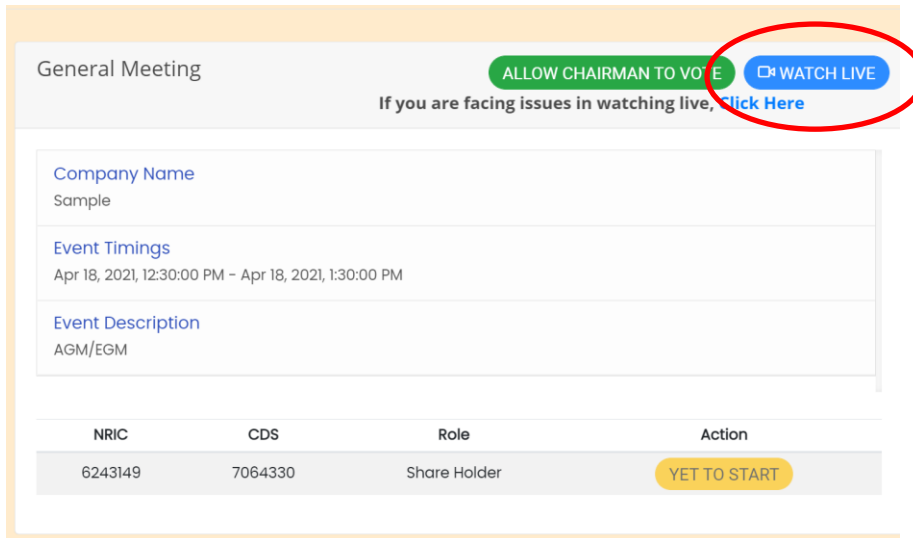 General Meeting
ALLOW CHAIRMAN TO VOTE
WATCH LIVE
If you are facing issues in watching live, Click Here
Company Name
Sample
Event Timings
Apr 18, 2021, 12:30:00 PM - Apr 18, 2021, 1:30:00 PM
Event Description
AGM/EGM
NRIC CDS Role Action
6243149 7064330 Share Holder YET TO START